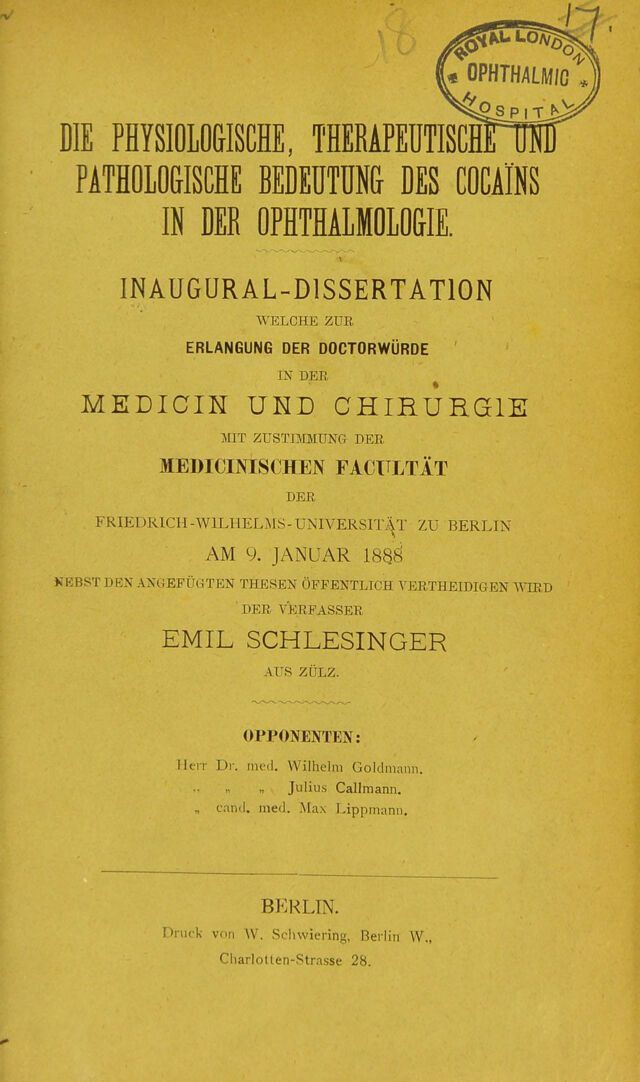 18
17.
ROYAL LONDON
* OPHTHALMIC *
HOSPITAL
DIE PHYSIOLOGISCHE, THERAPEUTISCHE UND
PATHOLOGISCHE BEDEUTUNG DES COCAÏNS
IN DER OPHTHALMOLOGIE.
INAUGURAL-DISSERTATION
WELCHE ZUR
ERLANGUNG DER DOCTORWÜRDE
IN DER
MEDICIN UND CHIRURGIE
MIT ZUSTIMMUNG DER
MEDICINISCHEN FACULTÄT
DER
FRIEDRICH-WILHELMS-UNIVERSITÄT ZU BERLIN
AM 9. JANUAR 1888
NEBST DEN ANGEFÜGTEN THESEN ÖFFENTLICH VERTHEIDIGEN WIRD
DER VERFASSER
EMIL SCHLESINGER
AUS ZÜLZ.
OPPONENTEN:
Herr Dr. med. Wilhelm Goldmann.
„ „ „ Julius Callmann.
„ cand. med. Max Lippmann.
BERLIN.
Druck von W. Schwiering, Berlin W.,
Charlotten-Strasse 28.